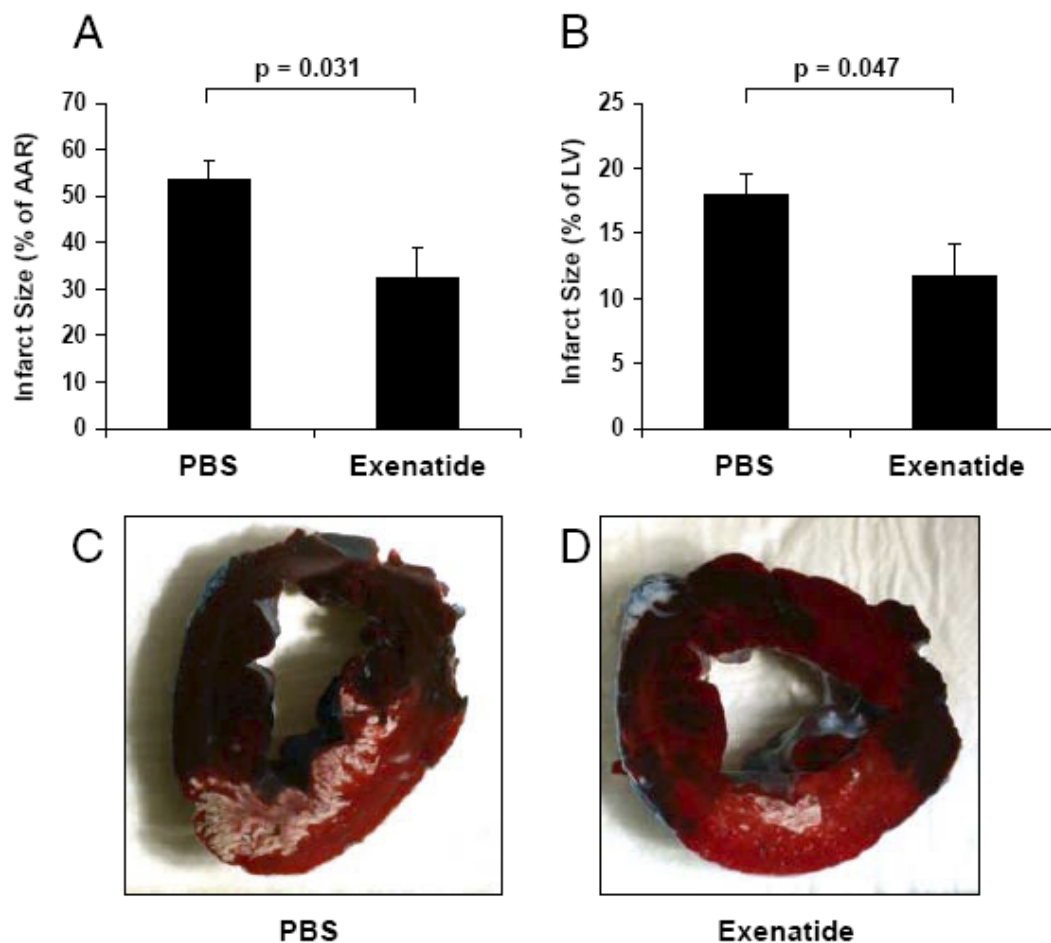 A
p = 0.031
Infarct Size (% of AAR)
70
60
50
40
30
20
10
0
PBS
Exenatide
B
p = 0.047
Infarct Size (% of LV)
25
20
15
10
5
0
PBS
Exenatide
C
PBS
D
Exenatide